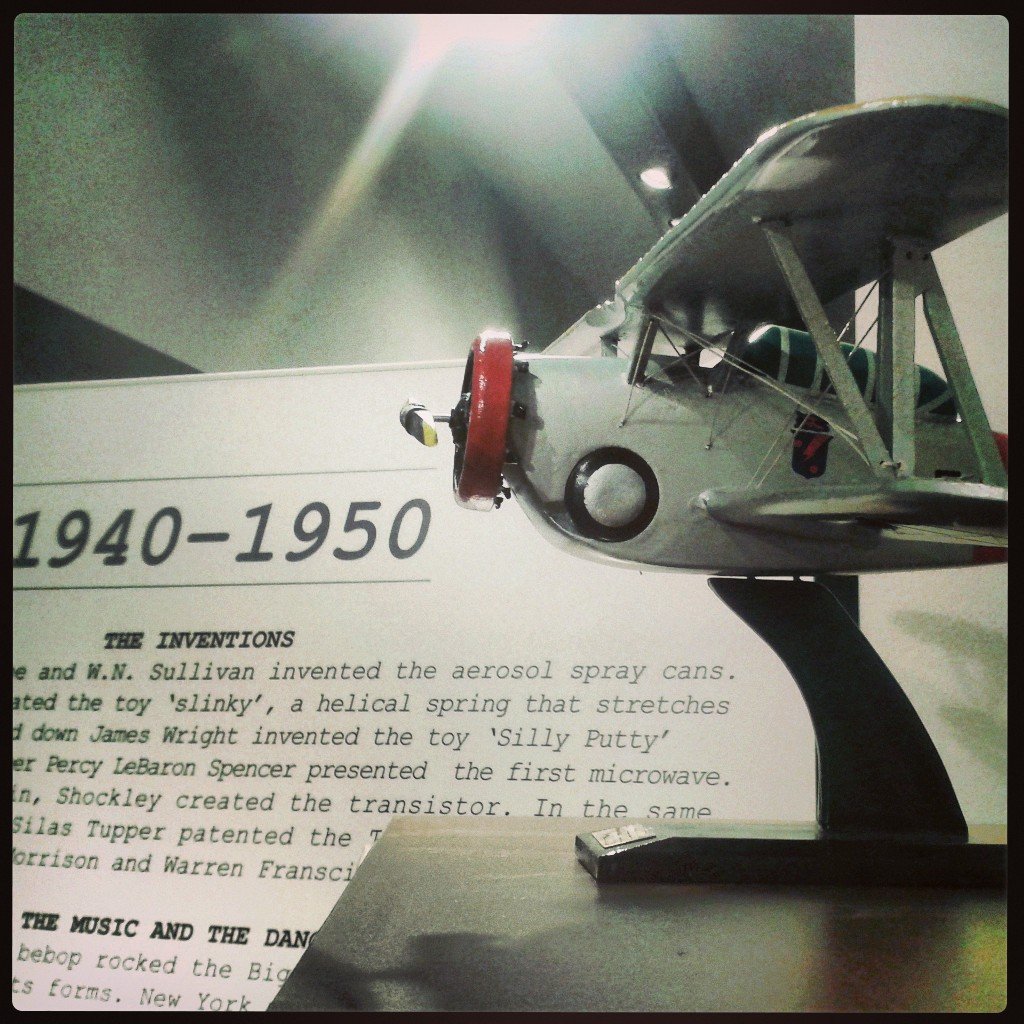 1940-1950
THE INVENTIONS
e and W.N. Sullivan invented the aerosol spray cans.
ated the toy ‘slinky’, a helical spring that stretches
d down James Wright invented the toy ‘Silly Putty’
er Percy LeBaron Spencer presented the first microwave.
in, Shockley created the transistor. In the same
Silas Tupper patented the T
orrison and Warren Fransci
THE MUSIC AND THE DANC
bebop rocked the Big
ts forms. New York